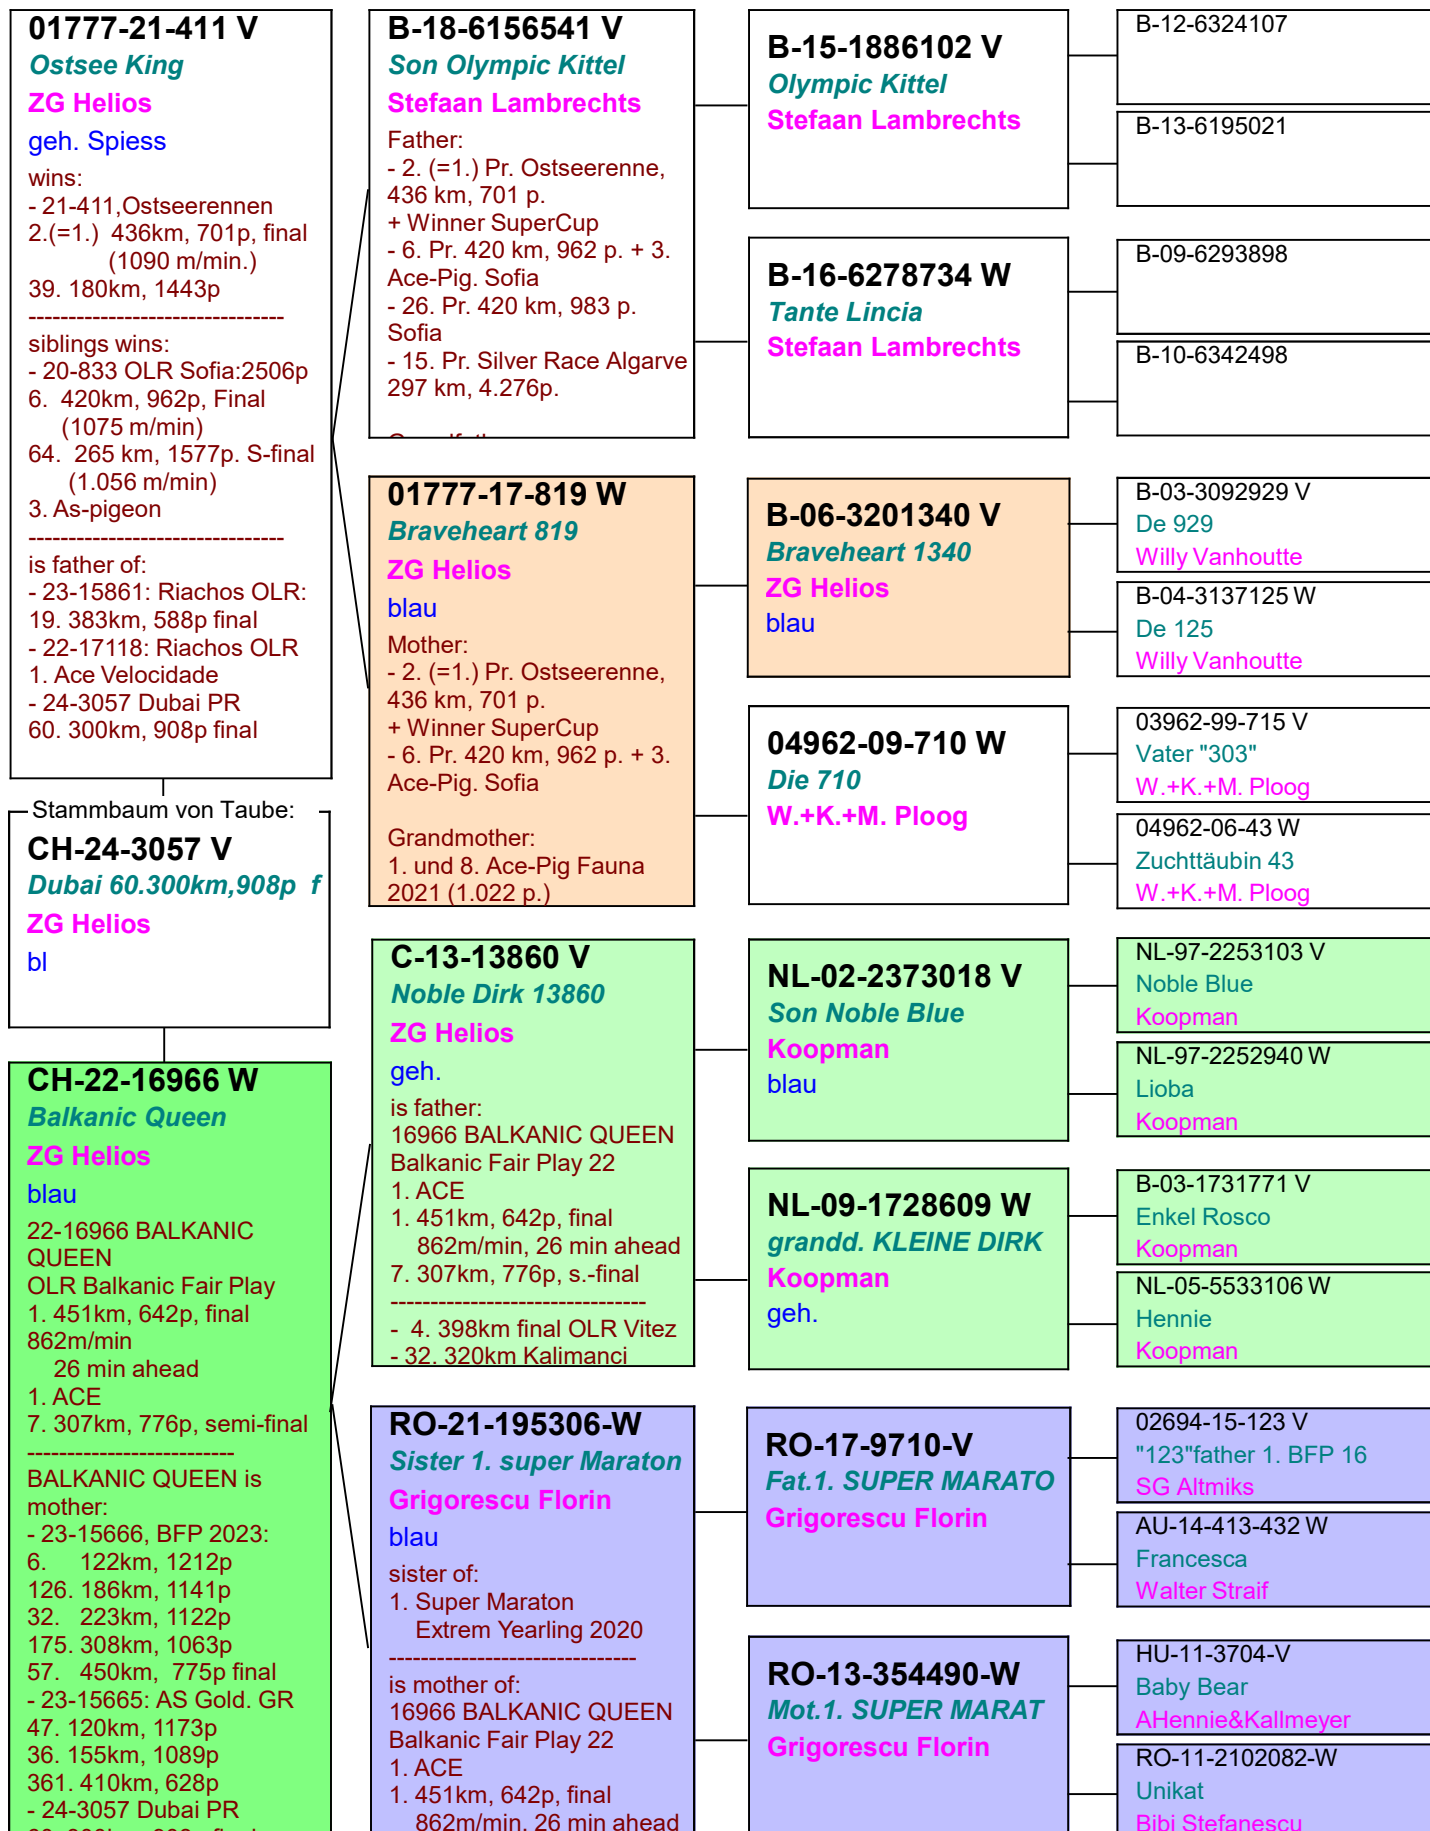 01777-21-411 V
Ostsee King
ZG Helios
geh. Spiess
wins:
- 21-411,Ostseerennen
2.(=1.) 436km, 701p, final
(1090 m/min.)
39. 180km, 1443p
--------------------------------
siblings wins:
- 20-833 OLR Sofia:2506p
6. 420km, 962p, Final
(1075 m/min)
64. 265 km, 1577p. S-final
(1.056 m/min)
3. As-pigeon
--------------------------------
is father of:
- 23-15861: Riachos OLR:
19. 383km, 588p final
- 22-17118: Riachos OLR
1. Ace Velocidade
- 24-3057 Dubai PR
60. 300km, 908p final
Stammbaum von Taube:
CH-24-3057 V
Dubai 60.300km,908p f
ZG Helios
bl
CH-22-16966 W
Balkanic Queen
ZG Helios
blau
22-16966 BALKANIC
QUEEN
OLR Balkanic Fair Play
1. 451km, 642p, final
862m/min
26 min ahead
1. ACE
7. 307km, 776p, semi-final
--------------------------
BALKANIC QUEEN is
mother:
- 23-15666, BFP 2023:
6. 122km, 1212p
126. 186km, 1141p
32. 223km, 1122p
175. 308km, 1063p
57. 450km, 775p final
- 23-15665: AS Gold. GR
47. 120km, 1173p
36. 155km, 1089p
361. 410km, 628p
- 24-3057 Dubai PR
B-18-6156541 V
Son Olympic Kittel
Stefaan Lambrechts
Father:
- 2. (=1.) Pr. Ostseerenne,
436 km, 701 p.
+ Winner SuperCup
- 6. Pr. 420 km, 962 p. + 3.
Ace-Pig. Sofia
- 26. Pr. 420 km, 983 p.
Sofia
- 15. Pr. Silver Race Algarve
297 km, 4.276p.
01777-17-819 W
Braveheart 819
ZG Helios
blau
Mother:
- 2. (=1.) Pr. Ostseerenne,
436 km, 701 p.
+ Winner SuperCup
- 6. Pr. 420 km, 962 p. + 3.
Ace-Pig. Sofia
Grandmother:
1. und 8. Ace-Pig Fauna
2021 (1.022 p.)
C-13-13860 V
Noble Dirk 13860
ZG Helios
geh.
is father:
16966 BALKANIC QUEEN
Balkanic Fair Play 22
1. ACE
1. 451km, 642p, final
862m/min, 26 min ahead
7. 307km, 776p, s.-final
--------------------------------
- 4. 398km final OLR Vitez
- 32. 320km Kalimanci
RO-21-195306-W
Sister 1. super Maraton
Grigorescu Florin
blau
sister of:
1. Super Maraton
Extrem Yearling 2020
-------------------------------
is mother of:
16966 BALKANIC QUEEN
Balkanic Fair Play 22
1. ACE
1. 451km, 642p, final
862m/min, 26 min ahead
B-15-1886102 V
Olympic Kittel
Stefaan Lambrechts
B-16-6278734 W
Tante Lincia
Stefaan Lambrechts
B-06-3201340 V
Braveheart 1340
ZG Helios
blau
04962-09-710 W
Die 710
W.+K.+M. Ploog
NL-02-2373018 V
Son Noble Blue
Koopman
blau
NL-09-1728609 W
grandd. KLEINE DIRK
Koopman
geh.
RO-17-9710-V
Fat.1. SUPER MARATO
Grigorescu Florin
RO-13-354490-W
Mot.1. SUPER MARAT
Grigorescu Florin
B-12-6324107
B-13-6195021
B-09-6293898
B-10-6342498
B-03-3092929 V
De 929
Willy Vanhoutte
B-04-3137125 W
De 125
Willy Vanhoutte
03962-99-715 V
Vater "303"
W.+K.+M. Ploog
04962-06-43 W
Zuchttäubin 43
W.+K.+M. Ploog
NL-97-2253103 V
Noble Blue
Koopman
NL-97-2252940 W
Lioba
Koopman
B-03-1731771 V
Enkel Rosco
Koopman
NL-05-5533106 W
Hennie
Koopman
02694-15-123 V
"123"father 1. BFP 16
SG Altmiks
AU-14-413-432 W
Francesca
Walter Straif
HU-11-3704-V
Baby Bear
AHennie&Kallmeyer
RO-11-2102082-W
Unikat
Bibi Stefanescu